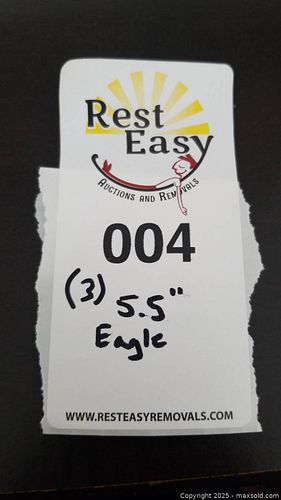 Rest
Easy
AUCTIONS AND REMOVALS
004
(3) 5.5"
Eagle
WWW.RESTEASYREMOVALS.COM
Copyright 2025 - maxsold.com